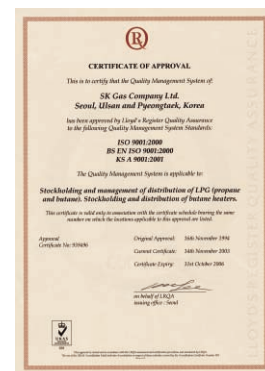 R
CERTIFICATE OF APPROVAL
This is to certify that the Quality Management System of:
SK Gas Company Ltd.
Seoul, Ulsan and Pyeongtaek, Korea
has been approved by Lloyd's Register Quality Assurance
to the following Quality Management System Standards:
ISO 9001:2000
BS EN ISO 9001:2000
KS A 9001:2001
The Quality Management System is applicable to:
Stockholding and management of distribution of LPG (propane
and butane). Stockholding and distribution of butane heaters.
This certificate is valid only in association with the certificate schedule bearing the same
number on which the locations applicable to this approval are listed.
Approval
Certificate No:
Original Approval: 16th November 1994
Current Certificate: November 2003
Certificate Expiry: 31st October 2006
on behalf of LRQA
issuing office: Seoul
UKAS